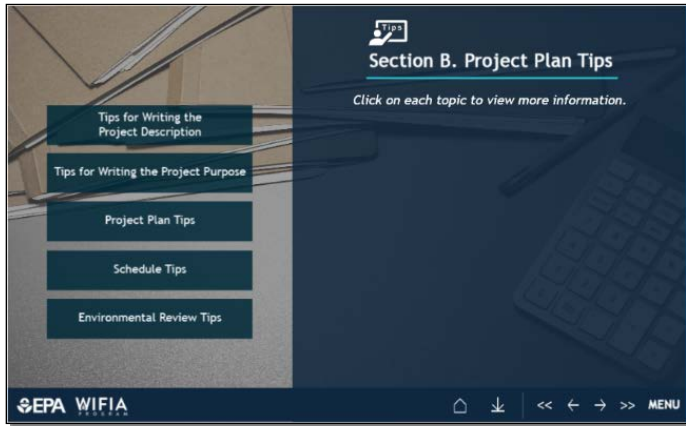 Tips
Section B. Project Plan Tips
Click on each topic to view more information.
Tips for Writing the
Project Description
Tips for Writing the Project Purpose
Project Plan Tips
Schedule Tips
Environmental Review Tips
EPA WIFIA
PROGRAM
<< ← → >> MENU